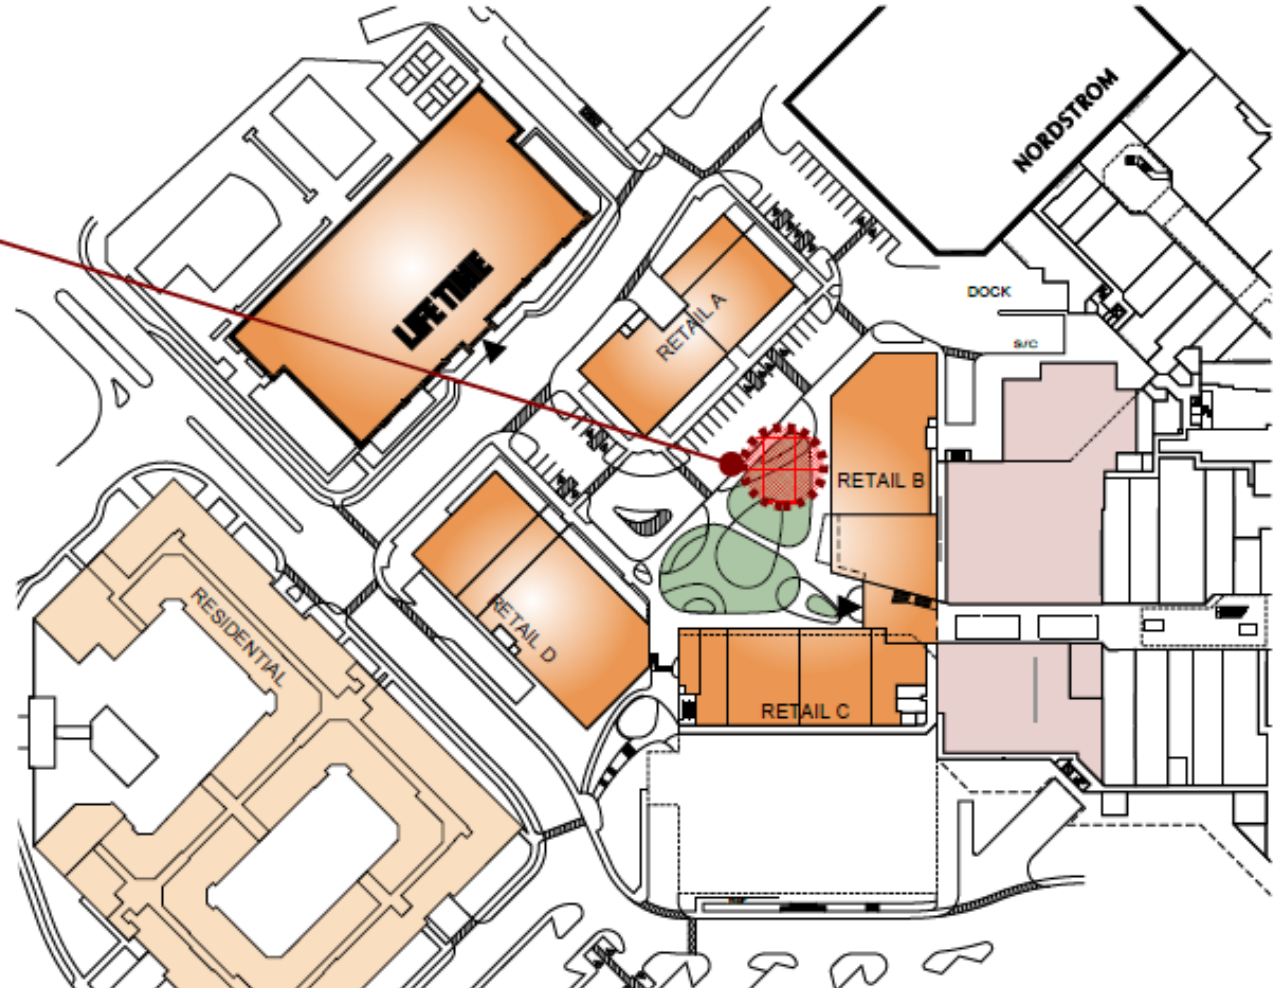 NORDSTROM
LIFE TIME
DOCK
RETAIL A
S/C
RETAIL B
RESIDENTIAL
RETAIL D
RETAIL C